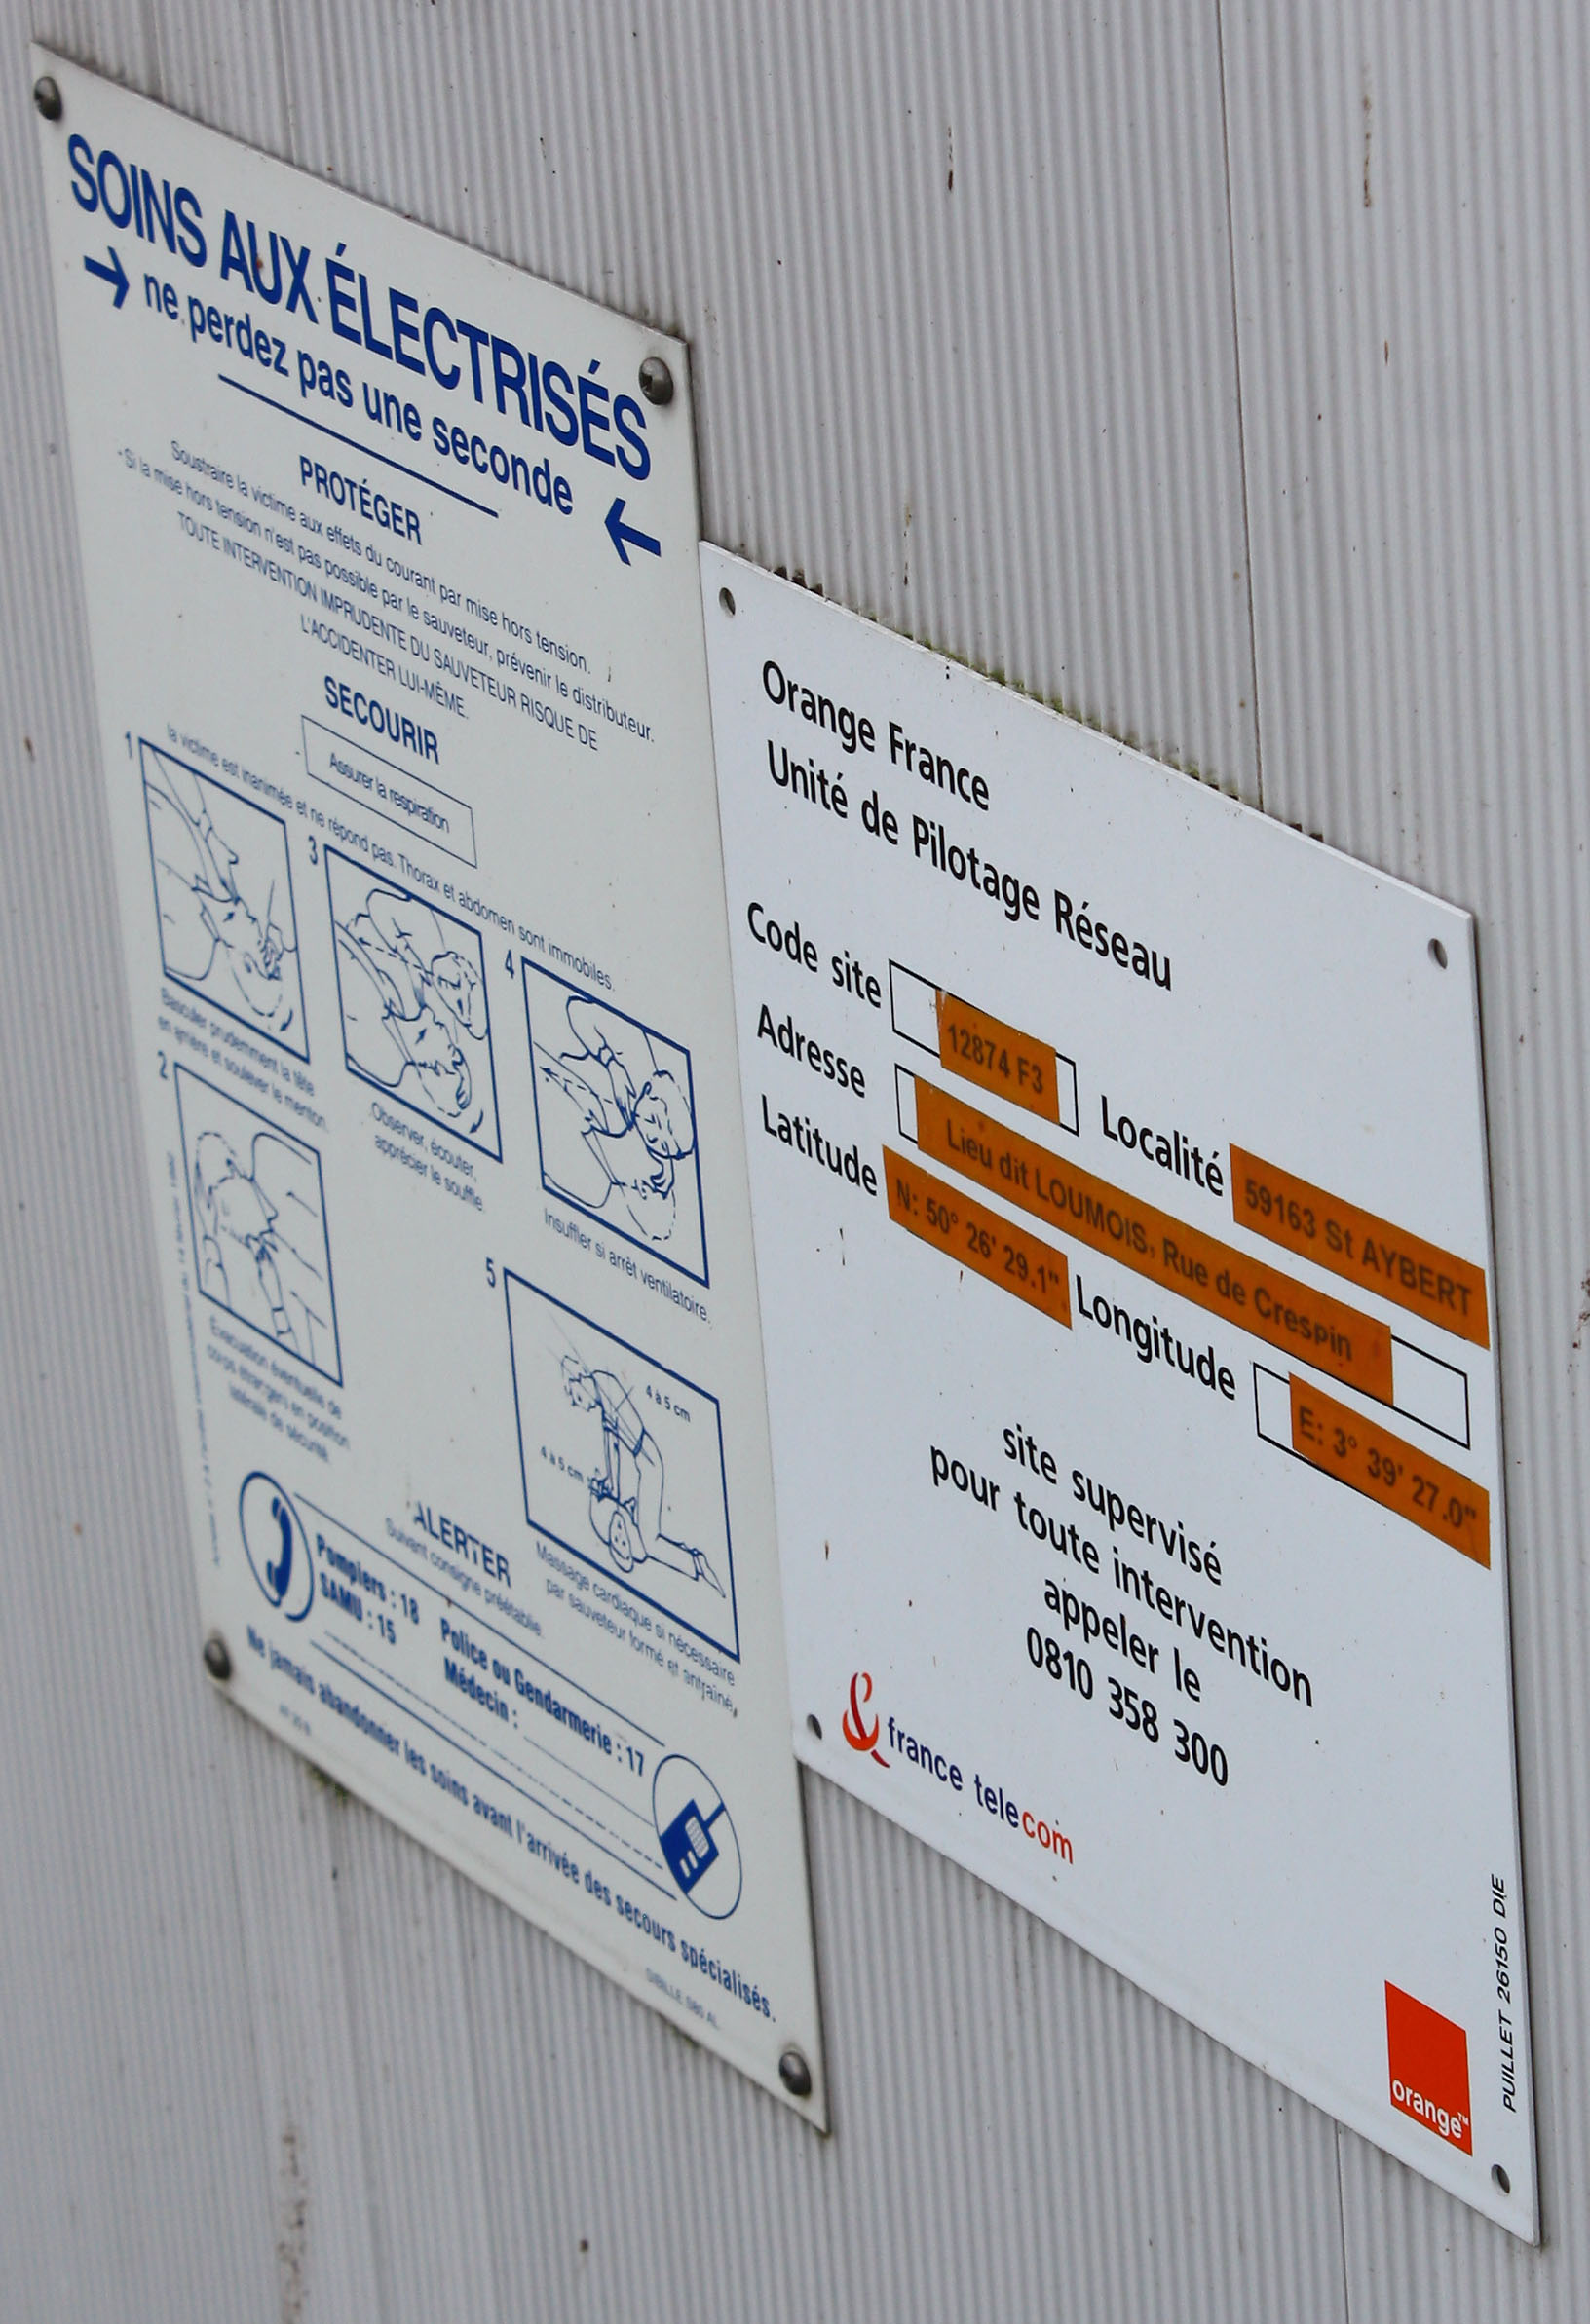 SOINS AUX ÉLECTRISÉS
ne perdez pas une seconde
PROTÉGER
Soustraire la victime aux effets du courant par mise hors tension.
Si la mise hors tension n'est pas possible par le sauveteur, prévenir le distributeur.
TOUTE INTERVENTION IMPRUDENTE DU SAUVETEUR RISQUE DE
L'ACCIDENTER LUI-MÊME.
SECOURIR
Assurer la respiration
la victime est inanimée et ne répond pas. Thorax et abdomen sont immobiles.
1
Basculer prudemment la tête
en arrière et soulever le menton.
2
Evacuation éventuelle de
corps étrangers en position
latérale de sécurité
3
Observer, écouter,
apprécier le souffle
4
Insuffler si arrêt ventilatoire.
5
4 à 5 cm
4 à 5 cm
Massage cardiaque si nécessaire
par sauveteur formé et entraîné,
ALERTER
Suivant consigne préétablie
Pompiers : 18 Police ou Gendarmerie : 17
SAMU : 15 Médecin :
Ne jamais abandonner les soins avant l'arrivée des secours spécialisés.
Orange France
Unité de Pilotage Réseau
Code site 12874 F3 Localité 59163 St AYBERT
Adresse Lieu dit LOUMOIS, Rue de Crespin
Latitude N: 50° 26' 29.1" Longitude E: 3° 39' 27.0"
site supervisé
pour toute intervention
appeler le
0810 358 300
france telecom
orange™
PUILLET 26150 DIE